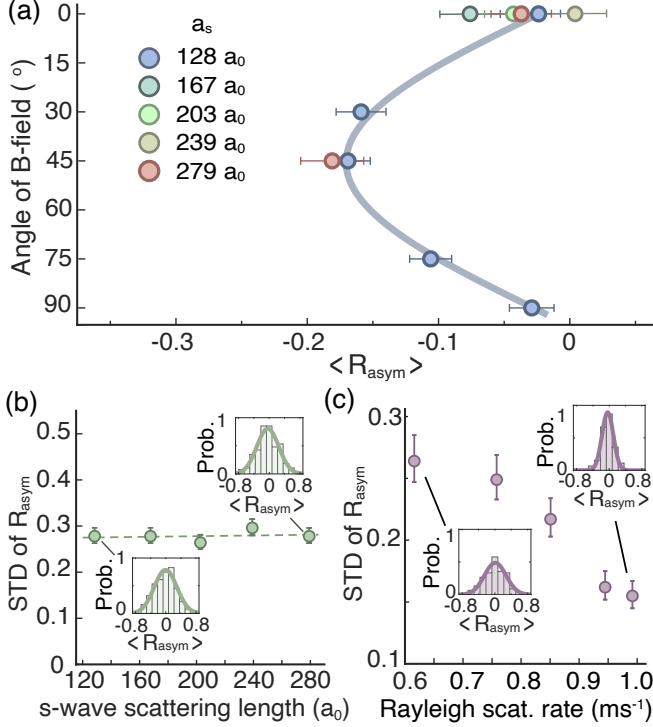 (a)
0
30
45
60
75
90
Angle of B-field ( °)
a_s
128 a_0
167 a_0
203 a_0
239 a_0
279 a_0
-0.3
-0.2
-0.1
0
< R_asym >
(b)
STD of R_asym
0.5
0.4
0.3
0.2
0.1
0
120
160
200
240
280
s-wave scattering length (a_0)
Prob.
1
0
-0.8
0
0.8
< R_asym >
Prob.
1
0
-0.8
0
0.8
< R_asym >
(c)
STD of R_asym
0.3
0.2
0.1
0.6
0.7
0.8
0.9
1.0
Rayleigh scat. rate (ms⁻¹)
Prob.
1
0
-0.8
0
0.8
< R_asym >
Prob.
1
0
-0.8
0
0.8
< R_asym >